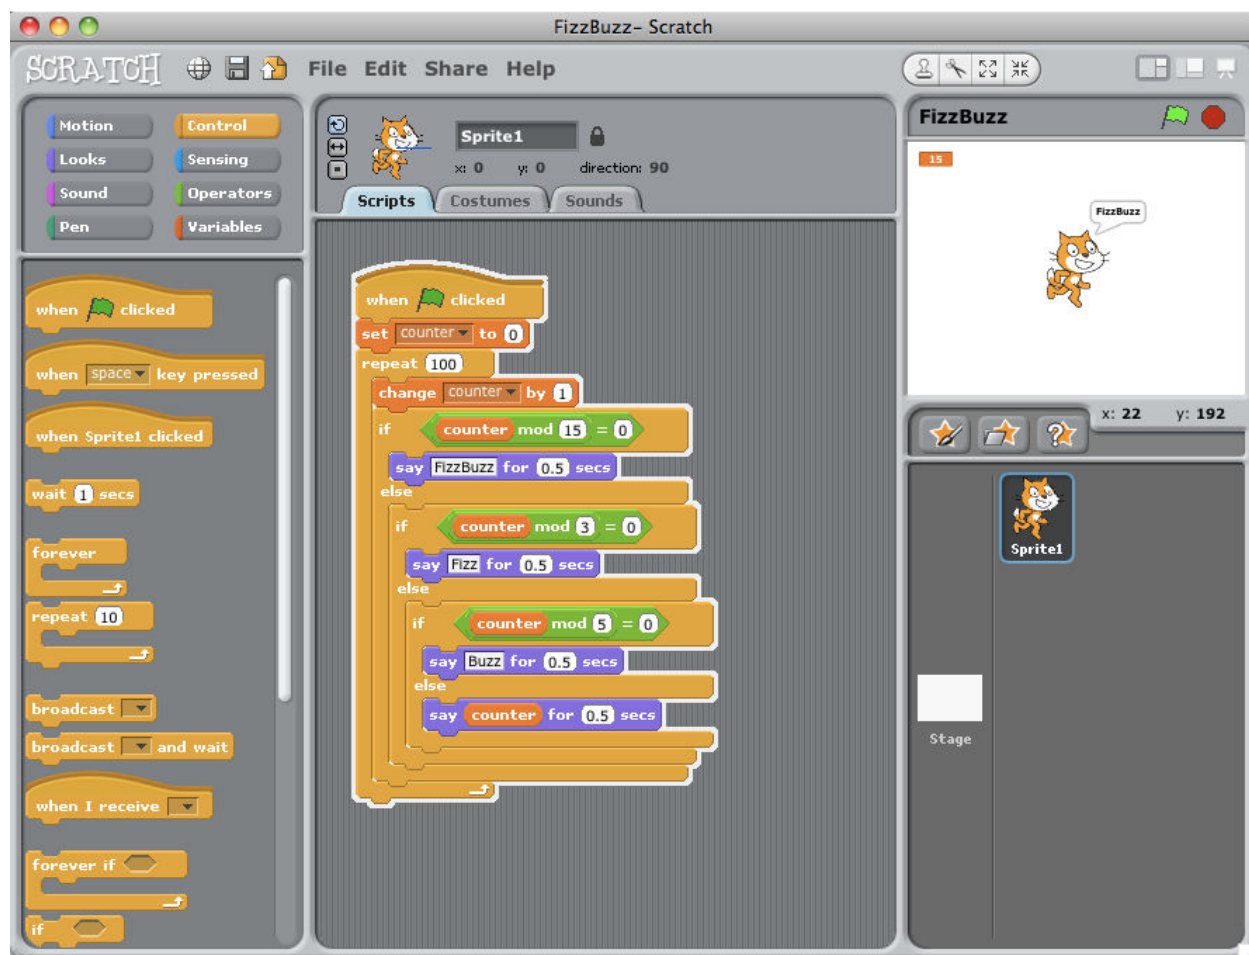 FizzBuzz- Scratch
SCRATCH File Edit Share Help
Motion Control
Looks Sensing
Sound Operators
Pen Variables
when clicked
when space key pressed
when Sprite1 clicked
wait 1 secs
forever
repeat 10
broadcast
broadcast and wait
when I receive
forever if
if
Sprite1
x: 0 y: 0 direction: 90
Scripts Costumes Sounds
when clicked
set counter to 0
repeat 100
change counter by 1
if counter mod 15 = 0
say FizzBuzz for 0.5 secs
else
if counter mod 3 = 0
say Fizz for 0.5 secs
else
if counter mod 5 = 0
say Buzz for 0.5 secs
else
say counter for 0.5 secs
FizzBuzz
15
FizzBuzz
x: 22 y: 192
Sprite1
Stage